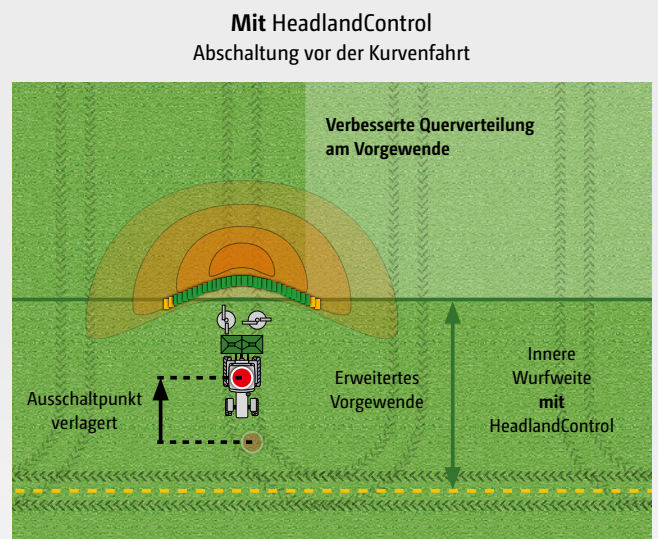 Mit HeadlandControl
Abschaltung vor der Kurvenfahrt
Verbesserte Querverteilung
am Vorgewende
Ausschaltpunkt
verlagert
Erweitertes
Vorgewende
Innere
Wurfweite
mit
HeadlandControl